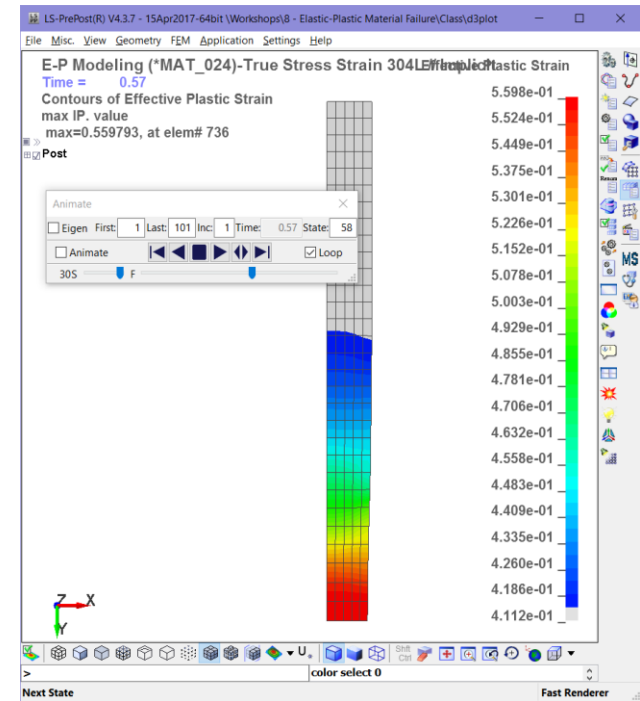 LS-PrePost(R) V4.3.7 - 15Apr2017-64bit \Workshops\8 - Elastic-Plastic Material Failure\Class\d3plot
File Misc. View Geometry FEM Application Settings Help
E-P Modeling (*MAT_024)-True Stress Strain 304L
Effective Plastic Strain
Time = 0.57
Contours of Effective Plastic Strain
max IP. value
max=0.559793, at elem# 736
Post
Animate
Eigen First: 1 Last: 101 Inc: 1 Time: 0.57 State: 58
Animate Loop
30S F
5.598e-01
5.524e-01
5.449e-01
5.375e-01
5.301e-01
5.226e-01
5.152e-01
5.078e-01
5.003e-01
4.929e-01
4.855e-01
4.781e-01
4.706e-01
4.632e-01
4.558e-01
4.483e-01
4.409e-01
4.335e-01
4.260e-01
4.186e-01
4.112e-01
MS
Z X
Y
U.
Shft
Ctrl
> color select 0
Next State Fast Renderer